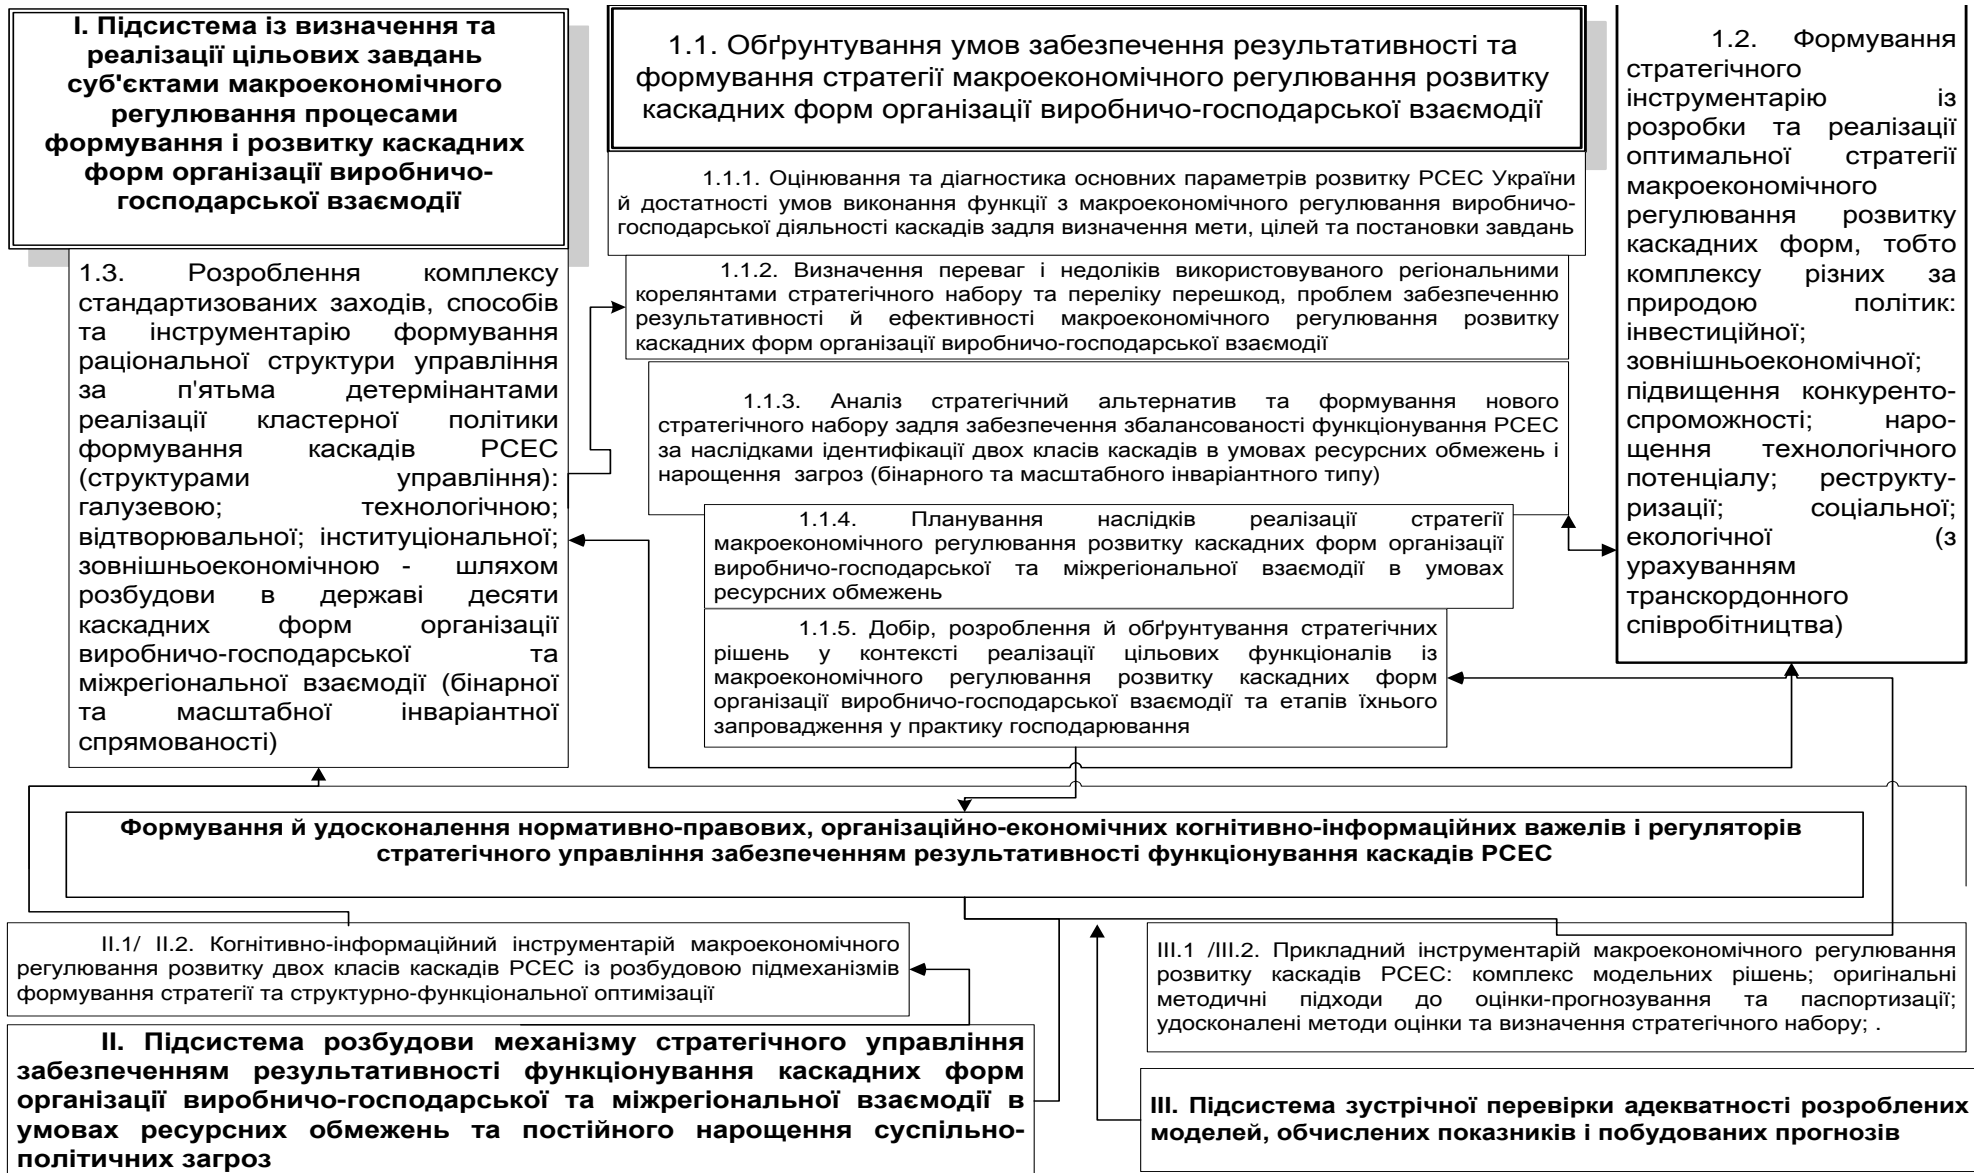 І. Підсистема із визначення та
реалізації цільових завдань
суб'єктами макроекономічного
регулювання процесами
формування і розвитку каскадних
форм організації виробничо-
господарської взаємодії
1.1. Обґрунтування умов забезпечення результативності та
формування стратегії макроекономічного регулювання розвитку
каскадних форм організації виробничо-господарської взаємодії
1.1.1. Оцінювання та діагностика основних параметрів розвитку РСЕС України
й достатності умов виконання функції з макроекономічного регулювання виробничо-
господарської діяльності каскадів задля визначення мети, цілей та постановки завдань
1.1.2. Визначення переваг і недоліків використовуваного регіональними
корелянтами стратегічного набору та переліку перешкод, проблем забезпеченню
результативності й ефективності макроекономічного регулювання розвитку
каскадних форм організації виробничо-господарської взаємодії
1.1.3. Аналіз стратегічний альтернатив та формування нового
стратегічного набору задля забезпечення збалансованості функціонування РСЕС
за наслідками ідентифікації двох класів каскадів в умовах ресурсних обмежень і
нарощення загроз (бінарного та масштабного інваріантного типу)
1.1.4. Планування наслідків реалізації стратегії
макроекономічного регулювання розвитку каскадних форм організації
виробничо-господарської та міжрегіональної взаємодії в умовах
ресурсних обмежень
1.1.5. Добір, розроблення й обґрунтування стратегічних
рішень у контексті реалізації цільових функціоналів із
макроекономічного регулювання розвитку каскадних форм
організації виробничо-господарської взаємодії та етапів їхнього
запровадження у практику господарювання
1.2. Формування
стратегічного
інструментарію із
розробки та реалізації
оптимальної стратегії
макроекономічного
регулювання розвитку
каскадних форм, тобто
комплексу різних за
природою політик:
інвестиційної;
зовнішньоекономічної;
підвищення конкуренто-
спроможності; наро-
щення технологічного
потенціалу; реструкту-
ризації; соціальної;
екологічної (з
урахуванням
транскордонного
співробітництва)
1.3. Розроблення комплексу
стандартизованих заходів, способів
та інструментарію формування
раціональної структури управління
за п'ятьма детермінантами
реалізації кластерної політики
формування каскадів РСЕС
(структурами управління):
галузевою; технологічною;
відтворювальної; інституціональної;
зовнішньоекономічною - шляхом
розбудови в державі десяти
каскадних форм організації
виробничо-господарської та
міжрегіональної взаємодії (бінарної
та масштабної інваріантної
спрямованості)
Формування й удосконалення нормативно-правових, організаційно-економічних когнітивно-інформаційних важелів і регуляторів
стратегічного управління забезпеченням результативності функціонування каскадів РСЕС
ІІ.1/ ІІ.2. Когнітивно-інформаційний інструментарій макроекономічного
регулювання розвитку двох класів каскадів РСЕС із розбудовою підмеханізмів
формування стратегії та структурно-функціональної оптимізації
ІІІ.1 /ІІІ.2. Прикладний інструментарій макроекономічного регулювання
розвитку каскадів РСЕС: комплекс модельних рішень; оригінальні
методичні підходи до оцінки-прогнозування та паспортизації;
удосконалені методи оцінки та визначення стратегічного набору; .
ІІ. Підсистема розбудови механізму стратегічного управління
забезпеченням результативності функціонування каскадних форм
організації виробничо-господарської та міжрегіональної взаємодії в
умовах ресурсних обмежень та постійного нарощення суспільно-
політичних загроз
ІІІ. Підсистема зустрічної перевірки адекватності розроблених
моделей, обчислених показників і побудованих прогнозів